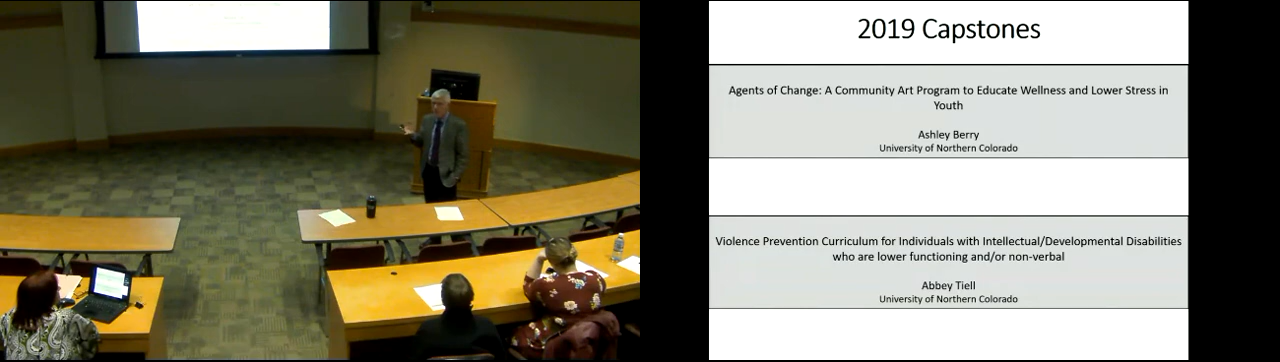 2019 Capstones
Agents of Change: A Community Art Program to Educate Wellness and Lower Stress in
Youth
Ashley Berry
University of Northern Colorado
Violence Prevention Curriculum for Individuals with Intellectual/Developmental Disabilities
who are lower functioning and/or non-verbal
Abbey Tiell
University of Northern Colorado